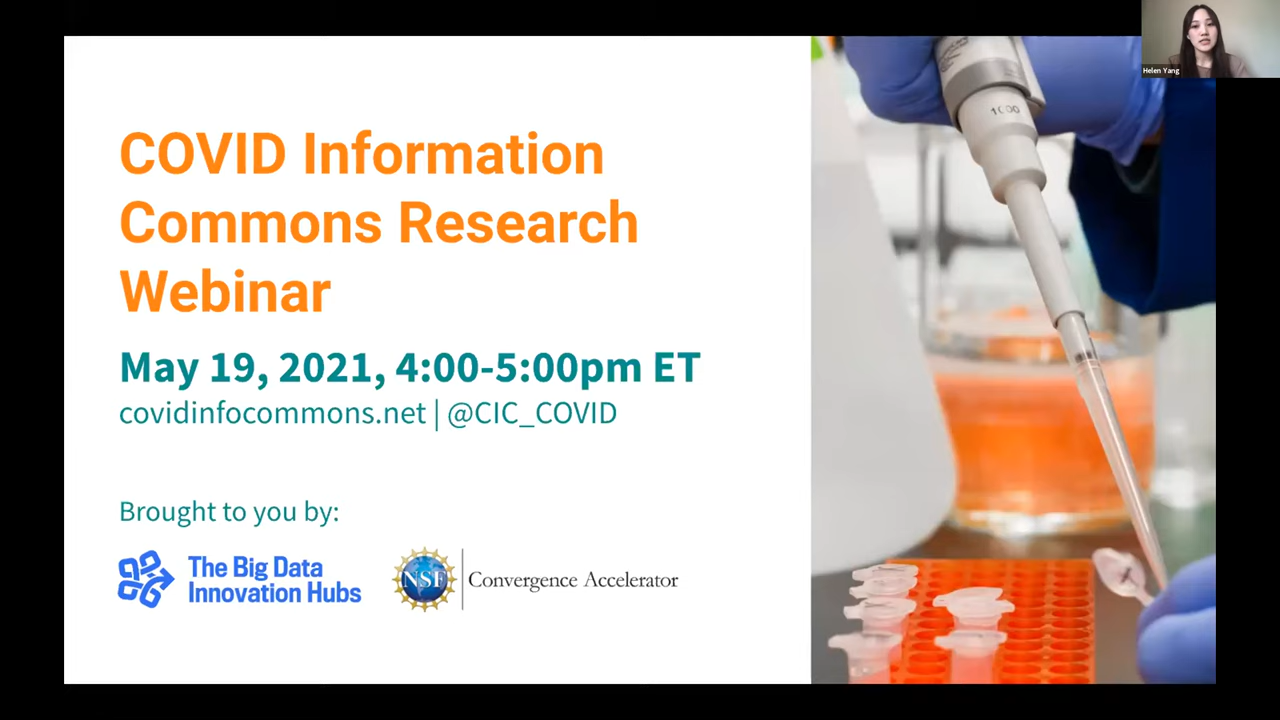 Helen Yang
COVID Information
Commons Research
Webinar
May 19, 2021, 4:00-5:00pm ET
covidinfocommons.net | @CIC_COVID
Brought to you by:
The Big Data
Innovation Hubs
NSF
Convergence Accelerator
1000